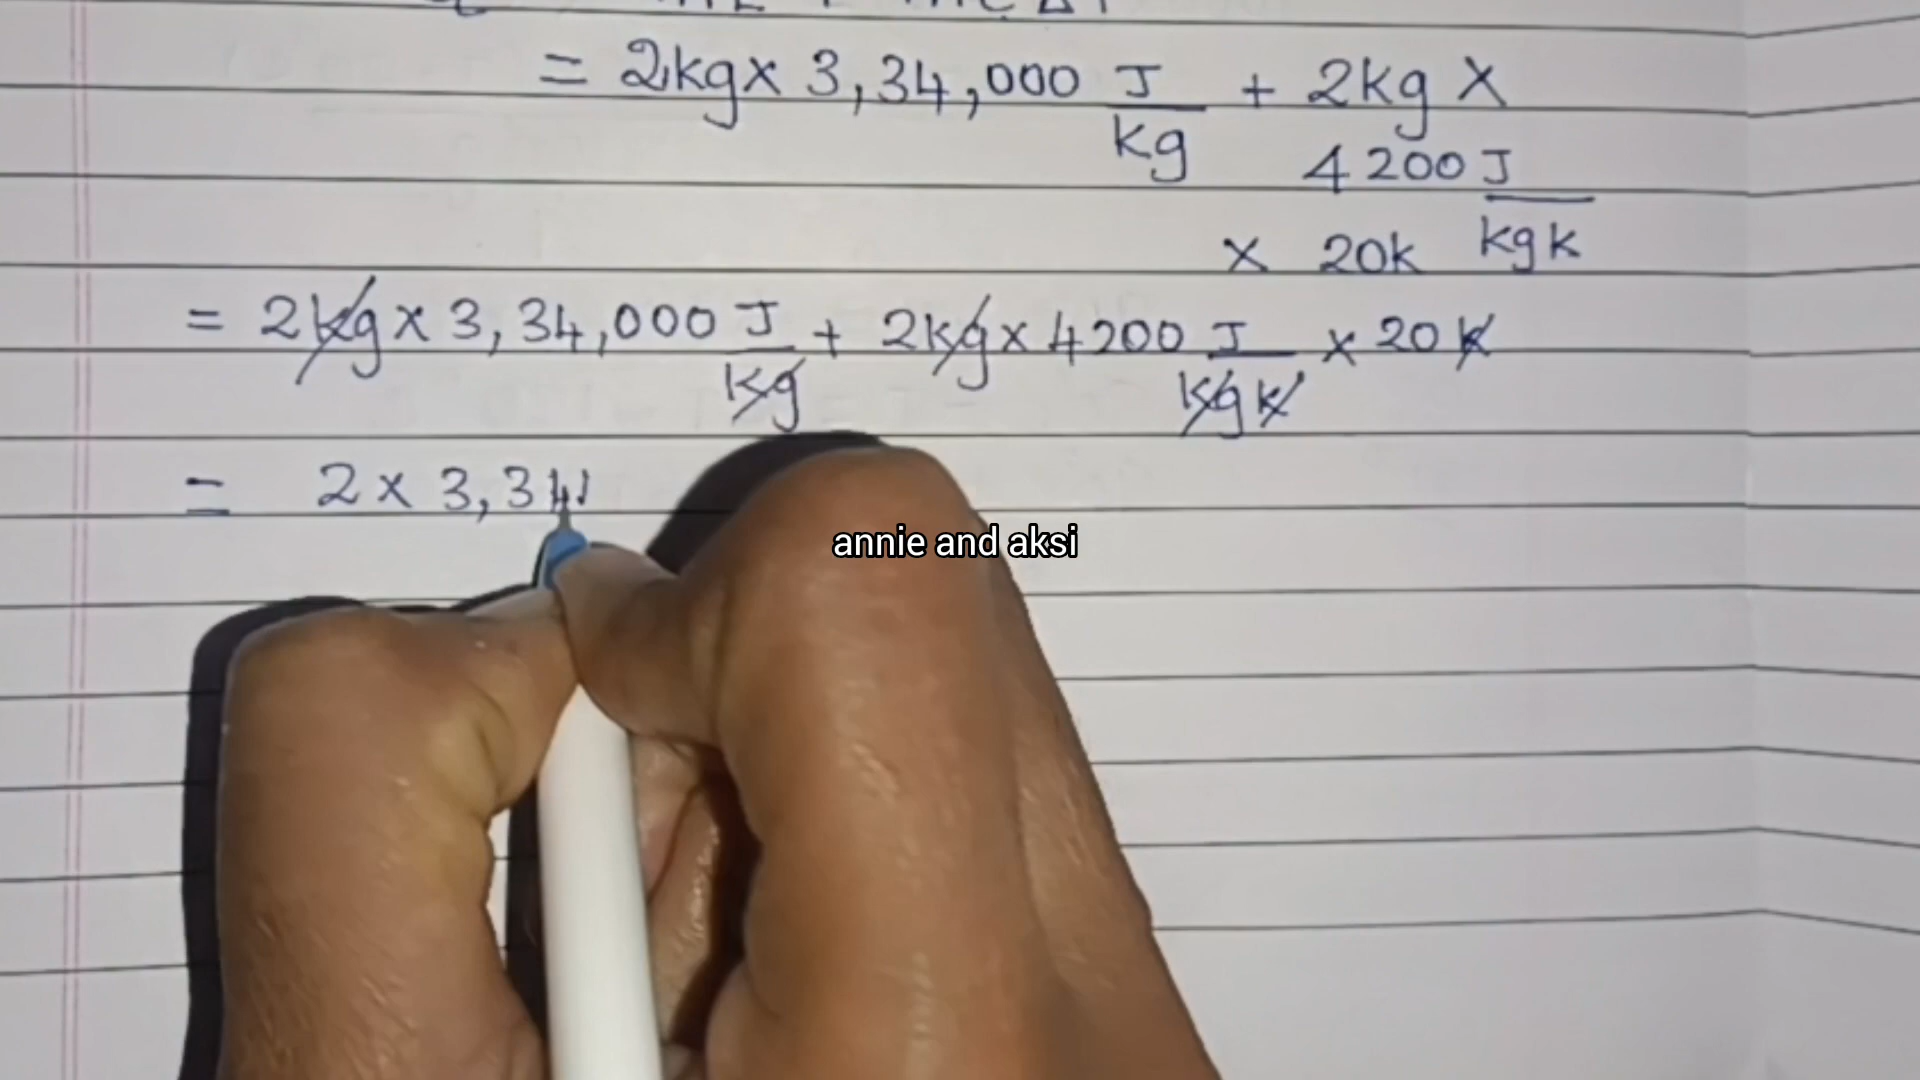 = 2kg x 3,34,000 J/kg + 2kg x
4200 J/kgk
x 20k
= 2kg x 3,34,000 J/kg + 2kg x 4200 J/kgk x 20k
= 2 x 3,34
annie and aksi